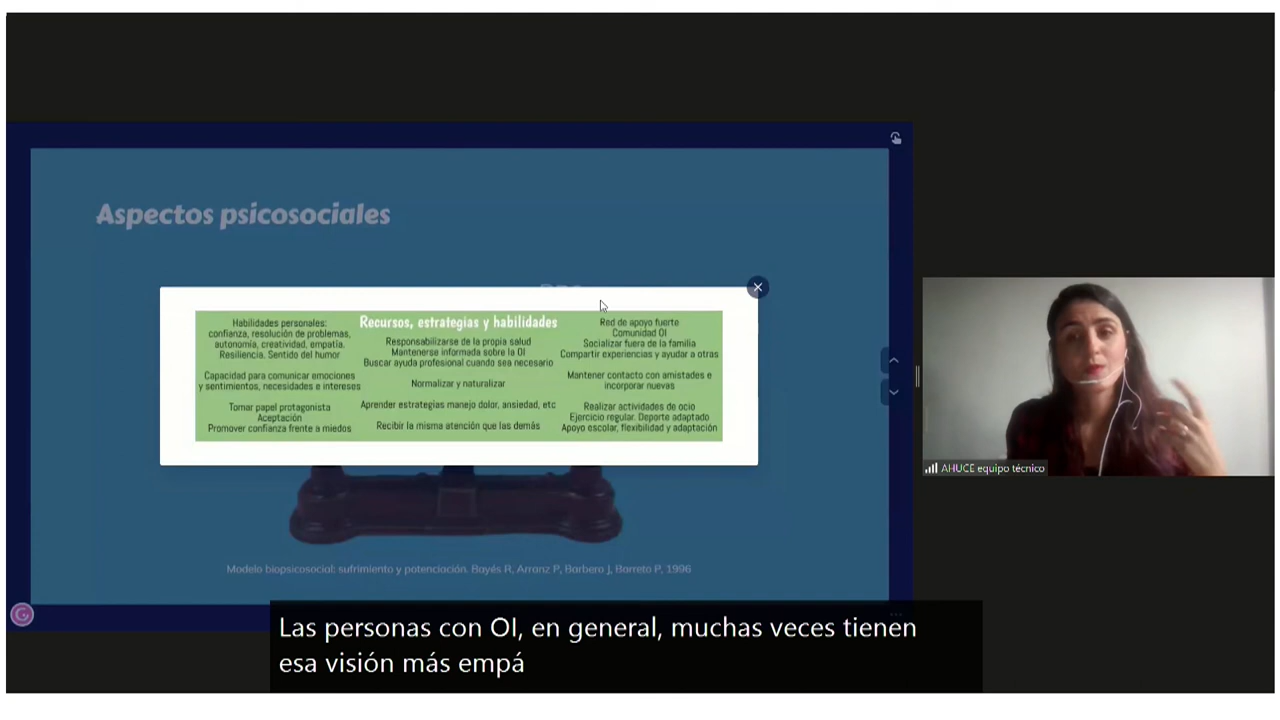 Aspectos psicosociales
Recursos, estrategias y habilidades
Habilidades personales:
confianza, resolución de problemas,
autonomía, creatividad, empatía.
Resiliencia. Sentido del humor
Capacidad para comunicar emociones
y sentimientos, necesidades e intereses
Tomar papel protagonista
Aceptación
Promover confianza frente a miedos
Responsabilizarse de la propia salud
Mantenerse informada sobre la OI
Buscar ayuda profesional cuando sea necesario
Normalizar y naturalizar
Aprender estrategias manejo dolor, ansiedad, etc
Recibir la misma atención que las demás
Red de apoyo fuerte
Comunidad OI
Socializar fuera de la familia
Compartir experiencias y ayudar a otras
Mantener contacto con amistades e
incorporar nuevas
Realizar actividades de ocio
Ejercicio regular. Deporte adaptado
Apoyo escolar, flexibilidad y adaptación
Modelo biopsicosocial: sufrimiento y potenciación. Bayés R, Arranz P, Barbero J, Barreto P, 1996
AHUCE equipo técnico
Las personas con OI, en general, muchas veces tienen
esa visión más empá